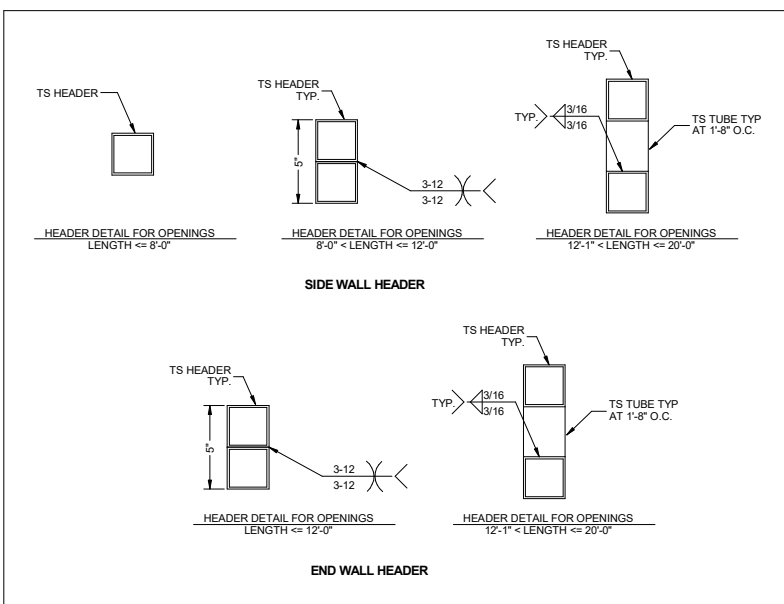 TS HEADER
HEADER DETAIL FOR OPENINGS
LENGTH <= 8'-0"
TS HEADER
TYP.
5"
3-12
3-12
HEADER DETAIL FOR OPENINGS
8'-0" < LENGTH <= 12'-0"
TS HEADER
TYP.
TYP.
3/16
3/16
TS TUBE TYP
AT 1'-8" O.C.
HEADER DETAIL FOR OPENINGS
12'-1" < LENGTH <= 20'-0"
SIDE WALL HEADER
TS HEADER
TYP.
5"
3-12
3-12
HEADER DETAIL FOR OPENINGS
LENGTH <= 12'-0"
TS HEADER
TYP.
TYP.
3/16
3/16
TS TUBE TYP
AT 1'-8" O.C.
HEADER DETAIL FOR OPENINGS
12'-1" < LENGTH <= 20'-0"
END WALL HEADER